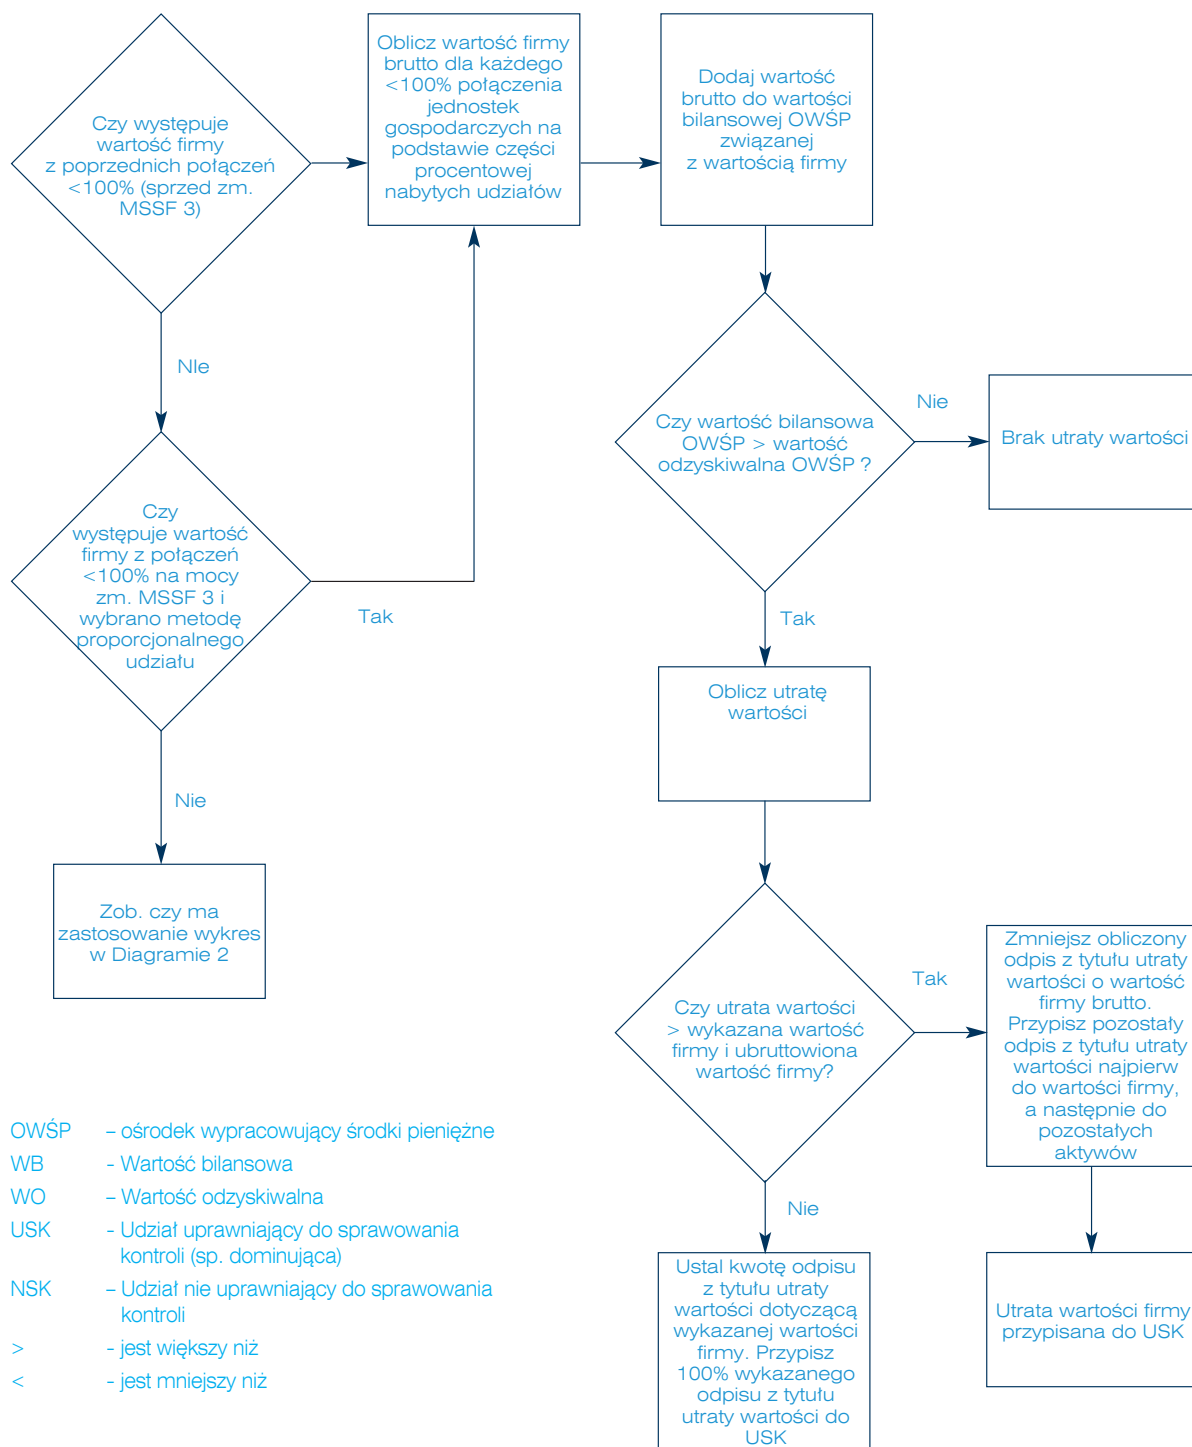 Czy występuje
wartość firmy
z poprzednich połączeń
<100% (sprzed zm.
MSSF 3)
Oblicz wartość firmy
brutto dla każdego
<100% połączenia
jednostek
gospodarczych na
podstawie części
procentowej
nabytych udziałów
Dodaj wartość
brutto do wartości
bilansowej OWŚP
związanej
z wartością firmy
NIe
Czy
występuje wartość
firmy z połączeń
<100% na mocy
zm. MSSF 3 i
wybrano metodę
proporcjonalnego
udziału
Tak
Nie
Zob. czy ma
zastosowanie wykres
w Diagramie 2
Czy wartość bilansowa
OWŚP > wartość
odzyskiwalna OWŚP ?
Nie
Brak utraty wartości
Tak
Oblicz utratę
wartości
Czy utrata wartości
> wykazana wartość
firmy i ubruttowiona
wartość firmy?
Tak
Zmniejsz obliczony
odpis z tytułu utraty
wartości o wartość
firmy brutto.
Przypisz pozostały
odpis z tytułu utraty
wartości najpierw
do wartości firmy,
a następnie do
pozostałych
aktywów
Nie
Ustal kwotę odpisu
z tytułu utraty
wartości dotyczącą
wykazanej wartości
firmy. Przypisz
100% wykazanego
odpisu z tytułu
utraty wartości do
USK
Utrata wartości firmy
przypisana do USK
OWŚP – ośrodek wypracowujący środki pieniężne
WB - Wartość bilansowa
WO – Wartość odzyskiwalna
USK - Udział uprawniający do sprawowania
kontroli (sp. dominująca)
NSK – Udział nie uprawniający do sprawowania
kontroli
> - jest większy niż
< - jest mniejszy niż